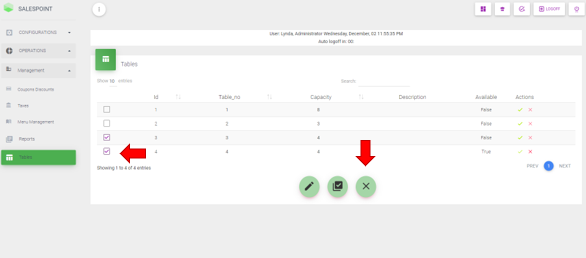 SALESPOINT
LOGOFF
User: Lynda, Administrator Wednesday, December, 02 11:55:35 PM
Auto logoff in: 00:
CONFIGURATIONS
OPERATIONS
Management
Coupons Discounts
Taxes
Menu Management
Reports
Tables
Tables
Show 10 entries
Search:
Id Table_no Capacity Description Available Actions
1 1 8 False
2 2 3 False
3 3 4 False
4 4 4 True
Showing 1 to 4 of 4 entries
PREV 1 NEXT